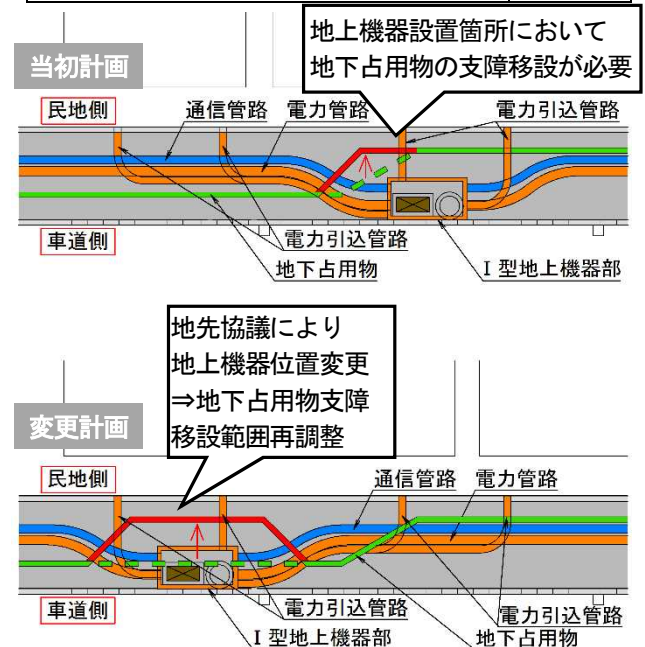 地上機器設置箇所において
地下占用物の支障移設が必要
当初計画
民地側
通信管路
電力管路
電力引込管路
車道側
電力引込管路
地下占用物
Ⅰ型地上機器部
地先協議により
地上機器位置変更
⇒地下占用物支障
移設範囲再調整
変更計画
民地側
通信管路
電力管路
車道側
電力引込管路
Ⅰ型地上機器部
電力引込管路
地下占用物